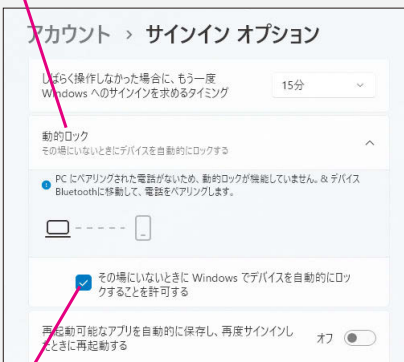 アカウント › サインイン オプション
しばらく操作しなかった場合に、もう一度
Windows へのサインインを求めるタイミング
15分
動的ロック
その場にいないときにデバイスを自動的にロックする
PC にペアリングされた電話がないため、動的ロックが機能していません。& デバイス
Bluetoothに移動して、電話をペアリングします。
その場にいないときに Windows でデバイスを自動的にロッ
クすることを許可する
再起動可能なアプリを自動的に保存し、再度サインインし
たときに再起動する
オフ